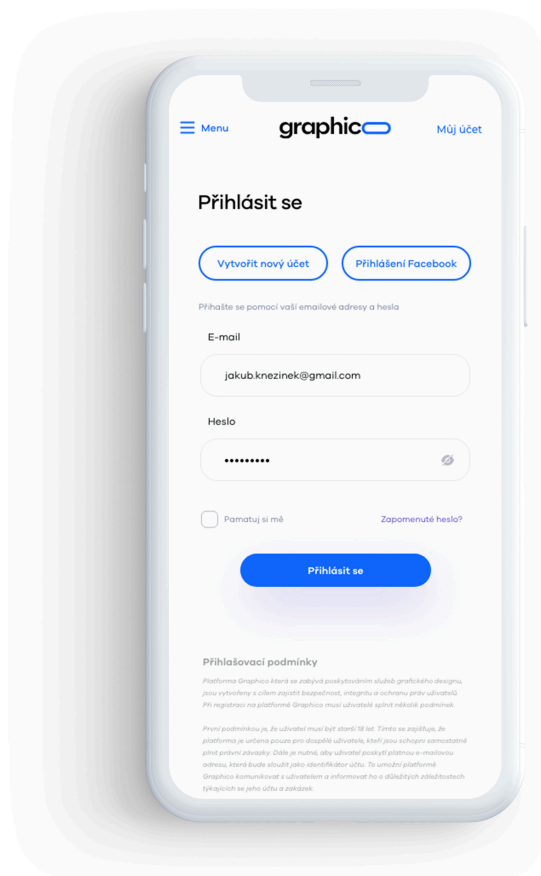 Menu
graphico
Můj účet
Přihlásit se
Vytvořit nový účet
Přihlášení Facebook
Přihašte se pomocí vaší emailové adresy a hesla
E-mail
jakub.knezinek@gmail.com
Heslo
•••••••••
Pamatuj si mě
Zapomenuté heslo?
Přihlásit se
Přihlašovací podmínky
Platforma Graphico která se zabývá poskytováním služeb grafického designu,
jsou vytvořeny s cílem zajistit bezpečnost, integritu a ochranu práv uživatelů.
Při registraci na platformě Graphico musí uživatelé splnit několik podmínek.
První podmínkou je, že uživatel musí být starší 18 let. Tímto se zajišťuje, že
platforma je určena pouze pro dospělé uživatele, kteří jsou schopni samostatně
plnit právní závazky. Dále je nutné, aby uživatel poskytl platnou e-mailovou
adresu, která bude sloužit jako identifikátor účtu. To umožní platformě
Graphico komunikovat s uživatelem a informovat ho o důležitých záležitostech
týkajících se jeho účtu a zakázek.